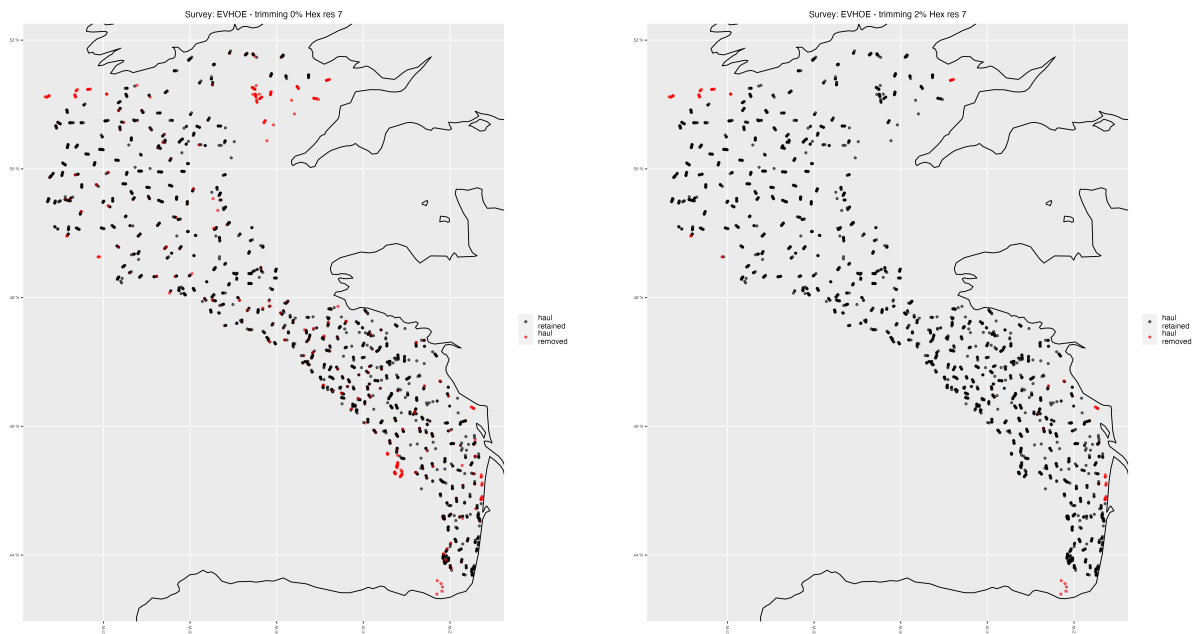 Survey: EVHOE - trimming 0% Hex res 7
52°N
50°N
48°N
46°N
44°N
haul
retained
haul
removed
Survey: EVHOE - trimming 2% Hex res 7
52°N
50°N
48°N
46°N
44°N
haul
retained
haul
removed